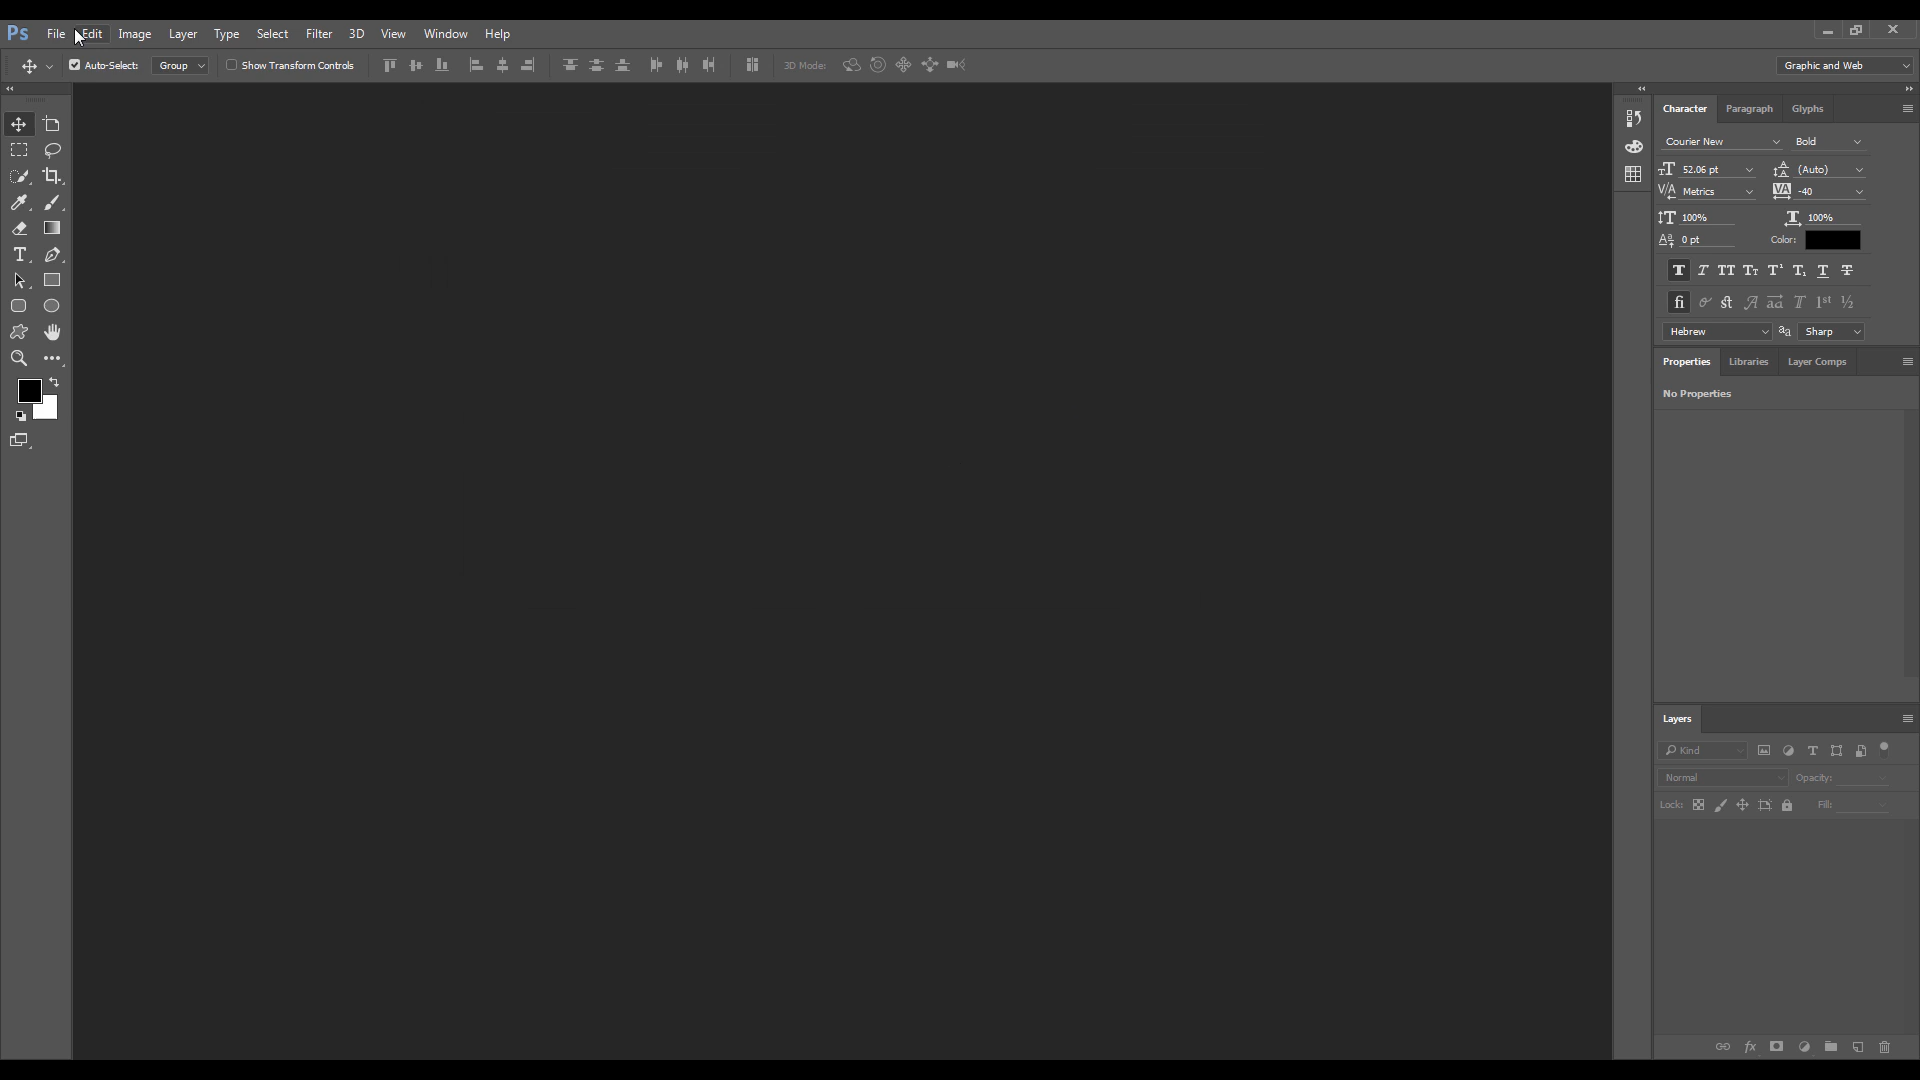 Ps File Edit Image Layer Type Select Filter 3D View Window Help
Auto-Select: Group Show Transform Controls 3D Mode: Graphic and Web
Character Paragraph Glyphs
Courier New Bold
52.06 pt (Auto)
Metrics -40
100% 100%
0 pt Color:
Hebrew aa Sharp
Properties Libraries Layer Comps
No Properties
Layers
Kind
Normal Opacity:
Lock: Fill: